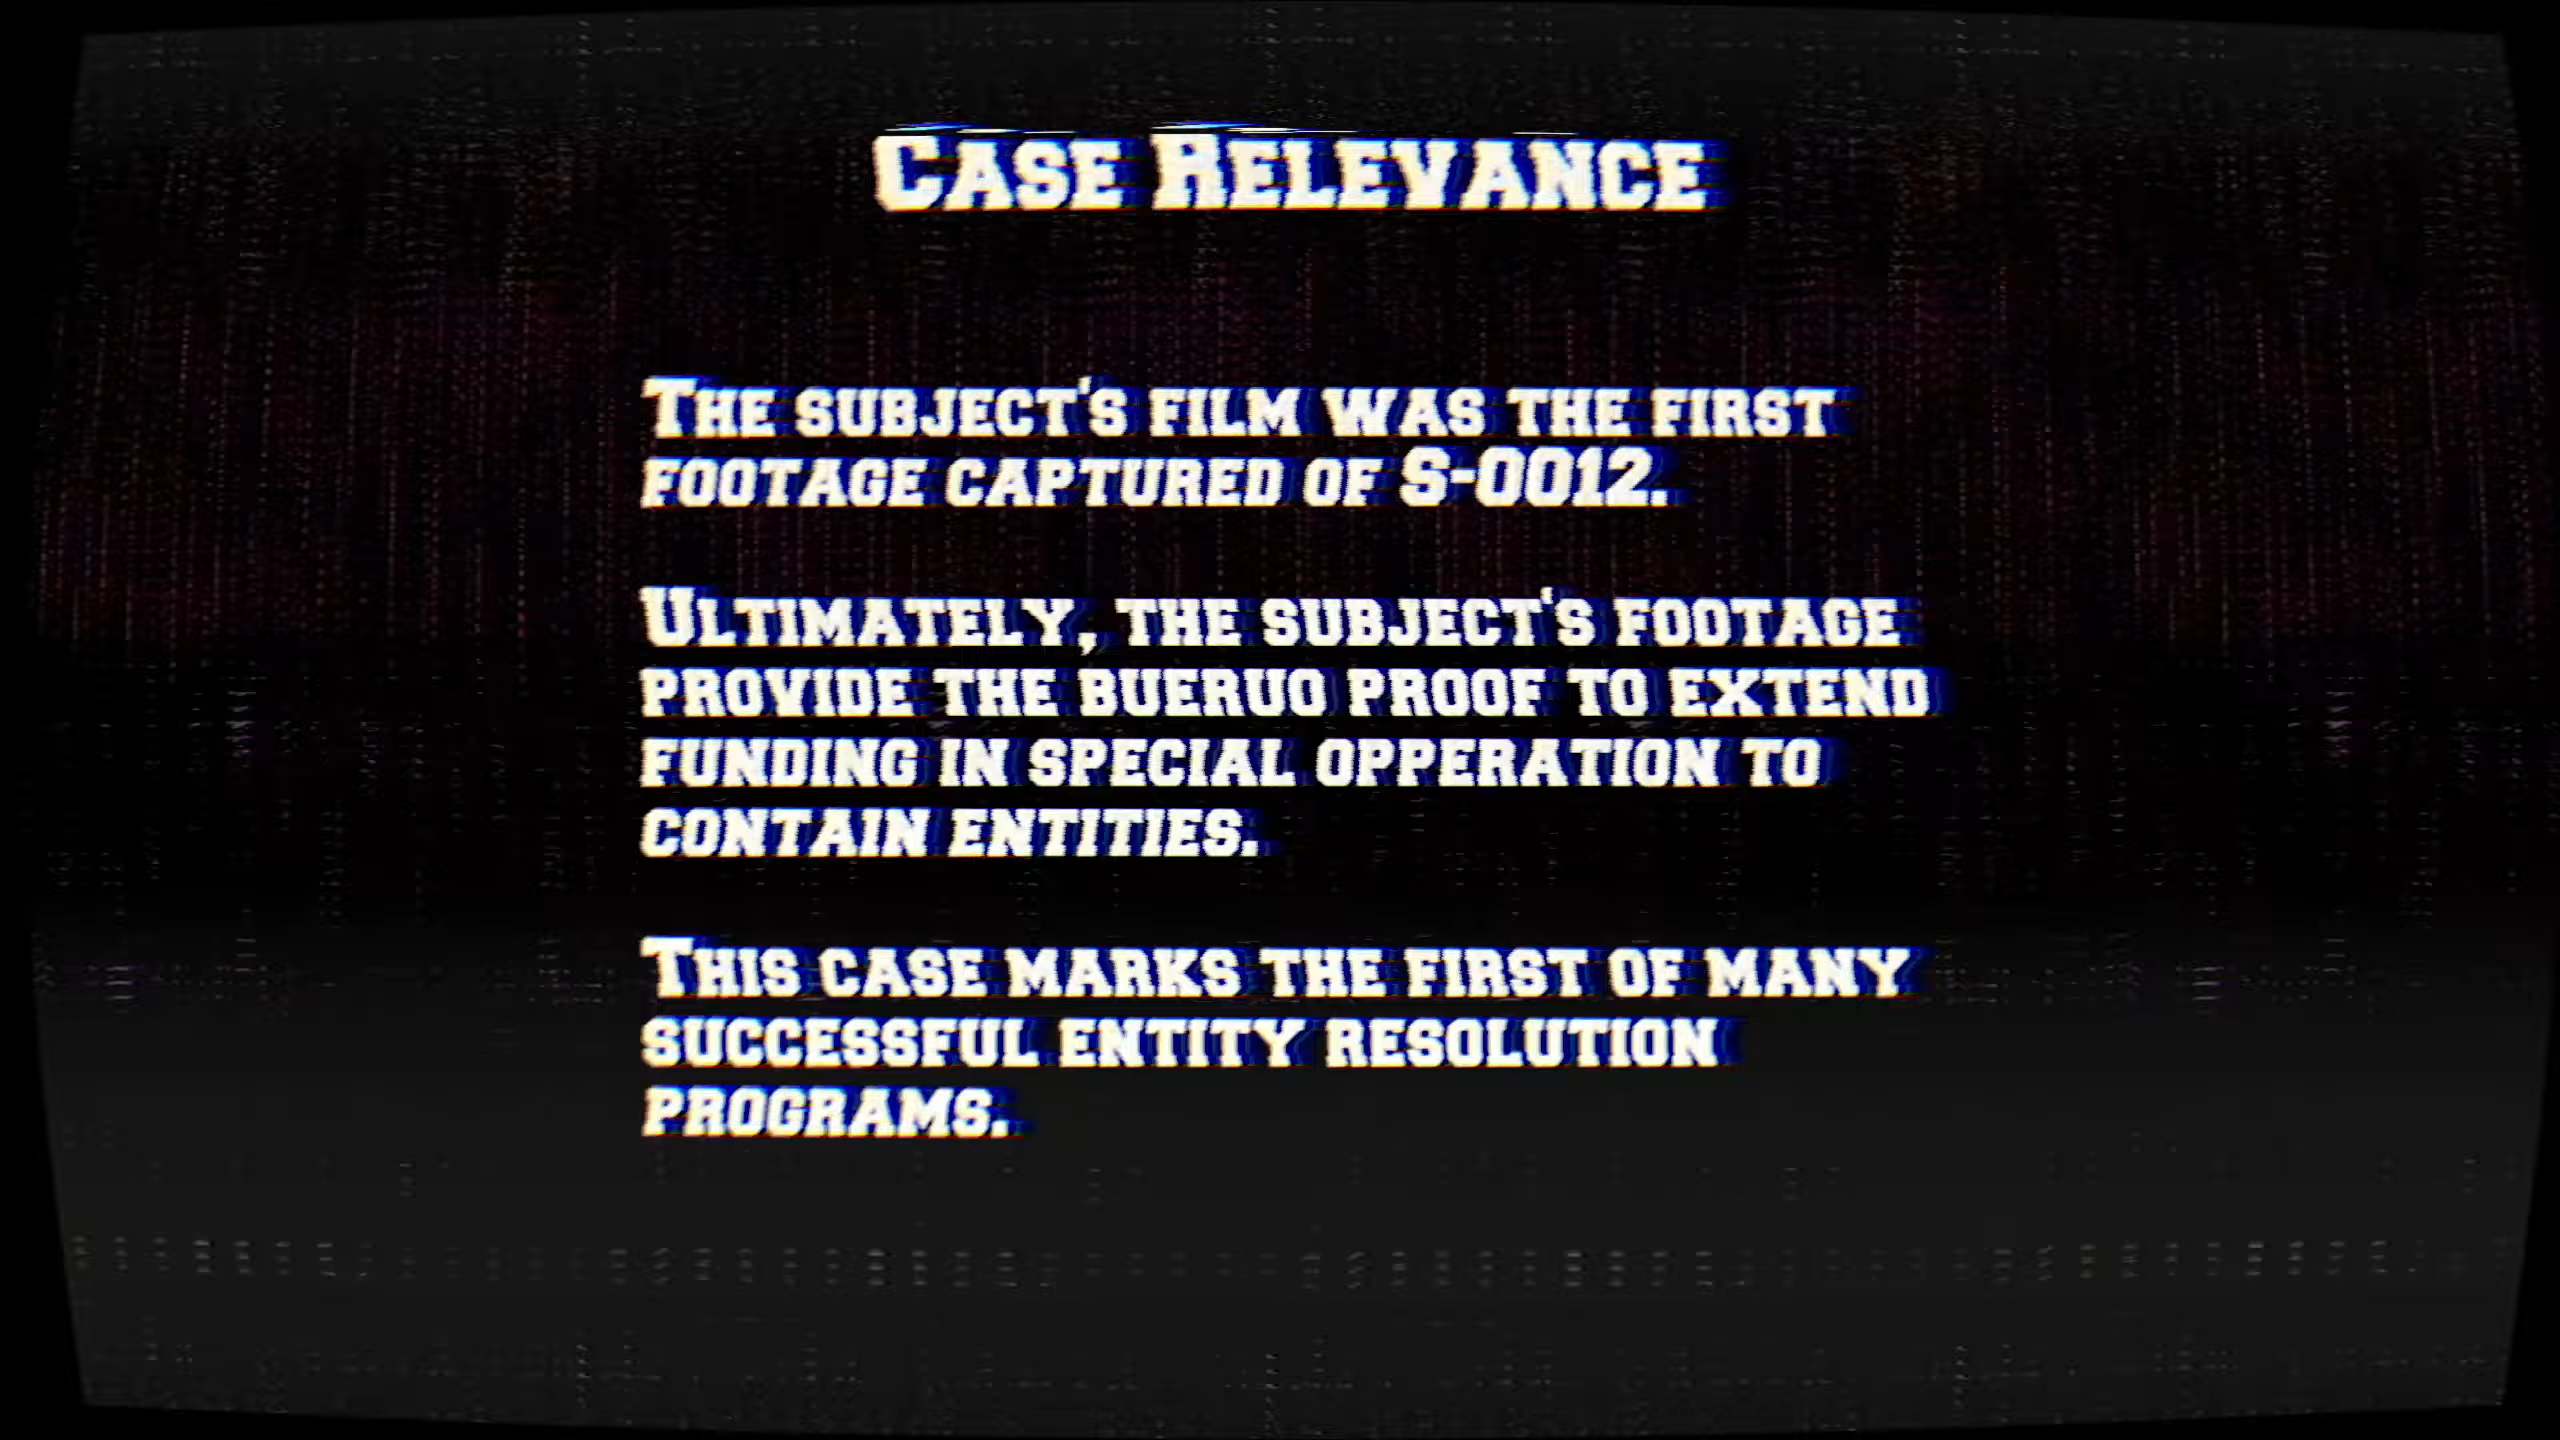 Case Relevance
The subject's film was the first
footage captured of S-0012.
Ultimately, the subject's footage
provide the bueruo proof to extend
funding in special opperation to
contain entities.
This case marks the first of many
successful entity resolution
programs.